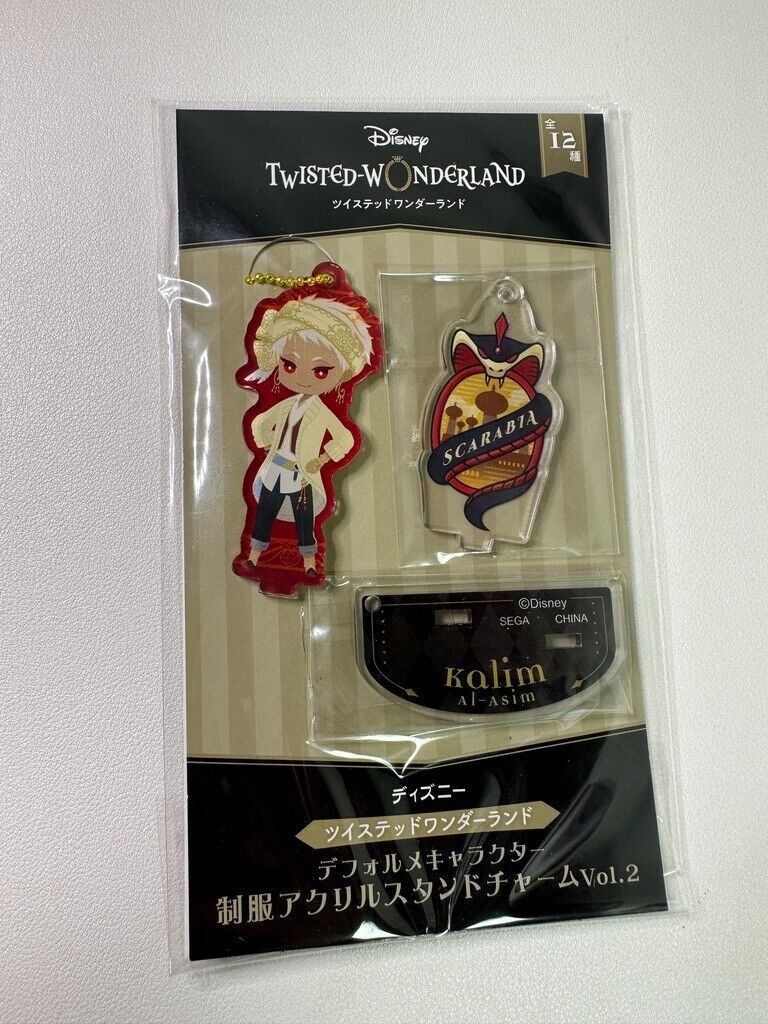 Disney
全
12
種
TWISTED-WONDERLAND
ツイステッドワンダーランド
SCARABIA
©Disney
SEGA CHINA
Kalim
Al-Asim
ディズニー
ツイステッドワンダーランド
デフォルメキャラクター
制服アクリルスタンドチャームVol.2